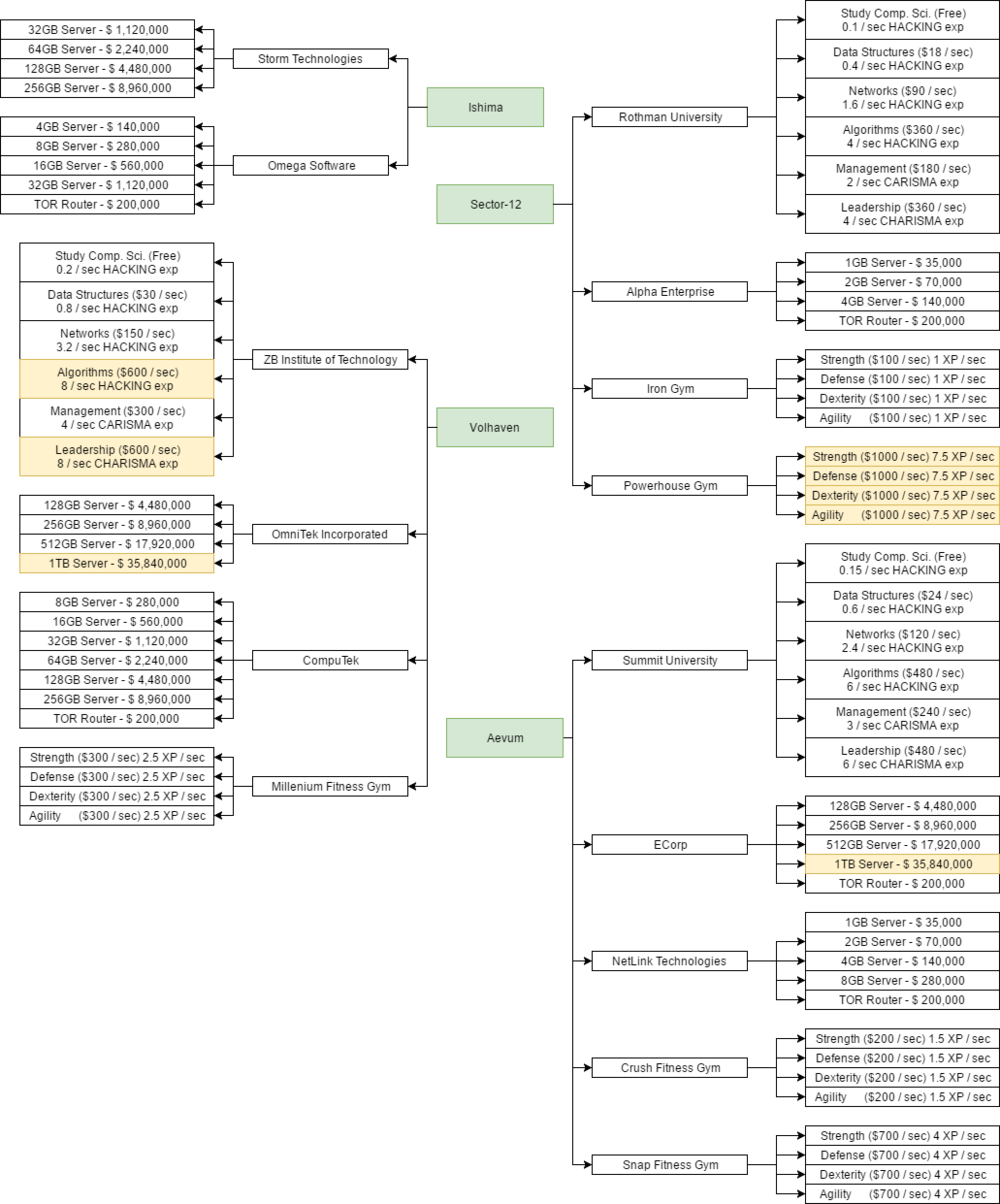 32GB Server - $ 1,120,000
64GB Server - $ 2,240,000
128GB Server - $ 4,480,000
256GB Server - $ 8,960,000
Storm Technologies
4GB Server - $ 140,000
8GB Server - $ 280,000
16GB Server - $ 560,000
32GB Server - $ 1,120,000
TOR Router - $ 200,000
Omega Software
Ishima
Sector-12
Rothman University
Study Comp. Sci. (Free)
0.1 / sec HACKING exp
Data Structures ($18 / sec)
0.4 / sec HACKING exp
Networks ($90 / sec)
1.6 / sec HACKING exp
Algorithms ($360 / sec)
4 / sec HACKING exp
Management ($180 / sec)
2 / sec CARISMA exp
Leadership ($360 / sec)
4 / sec CHARISMA exp
Alpha Enterprise
1GB Server - $ 35,000
2GB Server - $ 70,000
4GB Server - $ 140,000
TOR Router - $ 200,000
Iron Gym
Strength ($100 / sec) 1 XP / sec
Defense ($100 / sec) 1 XP / sec
Dexterity ($100 / sec) 1 XP / sec
Agility ($100 / sec) 1 XP / sec
Powerhouse Gym
Strength ($1000 / sec) 7.5 XP / sec
Defense ($1000 / sec) 7.5 XP / sec
Dexterity ($1000 / sec) 7.5 XP / sec
Agility ($1000 / sec) 7.5 XP / sec
Study Comp. Sci. (Free)
0.2 / sec HACKING exp
Data Structures ($30 / sec)
0.8 / sec HACKING exp
Networks ($150 / sec)
3.2 / sec HACKING exp
Algorithms ($600 / sec)
8 / sec HACKING exp
Management ($300 / sec)
4 / sec CARISMA exp
Leadership ($600 / sec)
8 / sec CHARISMA exp
ZB Institute of Technology
Volhaven
128GB Server - $ 4,480,000
256GB Server - $ 8,960,000
512GB Server - $ 17,920,000
1TB Server - $ 35,840,000
OmniTek Incorporated
8GB Server - $ 280,000
16GB Server - $ 560,000
32GB Server - $ 1,120,000
64GB Server - $ 2,240,000
128GB Server - $ 4,480,000
256GB Server - $ 8,960,000
TOR Router - $ 200,000
CompuTek
Strength ($300 / sec) 2.5 XP / sec
Defense ($300 / sec) 2.5 XP / sec
Dexterity ($300 / sec) 2.5 XP / sec
Agility ($300 / sec) 2.5 XP / sec
Millenium Fitness Gym
Aevum
Summit University
Study Comp. Sci. (Free)
0.15 / sec HACKING exp
Data Structures ($24 / sec)
0.6 / sec HACKING exp
Networks ($120 / sec)
2.4 / sec HACKING exp
Algorithms ($480 / sec)
6 / sec HACKING exp
Management ($240 / sec)
3 / sec CARISMA exp
Leadership ($480 / sec)
6 / sec CHARISMA exp
ECorp
128GB Server - $ 4,480,000
256GB Server - $ 8,960,000
512GB Server - $ 17,920,000
1TB Server - $ 35,840,000
TOR Router - $ 200,000
NetLink Technologies
1GB Server - $ 35,000
2GB Server - $ 70,000
4GB Server - $ 140,000
8GB Server - $ 280,000
TOR Router - $ 200,000
Crush Fitness Gym
Strength ($200 / sec) 1.5 XP / sec
Defense ($200 / sec) 1.5 XP / sec
Dexterity ($200 / sec) 1.5 XP / sec
Agility ($200 / sec) 1.5 XP / sec
Snap Fitness Gym
Strength ($700 / sec) 4 XP / sec
Defense ($700 / sec) 4 XP / sec
Dexterity ($700 / sec) 4 XP / sec
Agility ($700 / sec) 4 XP / sec